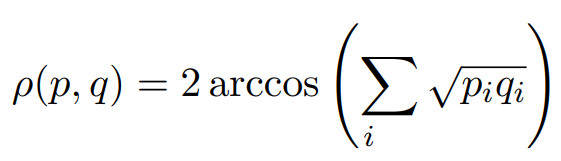 ρ(p, q) = 2 arccos (∑_i √(p_i q_i))